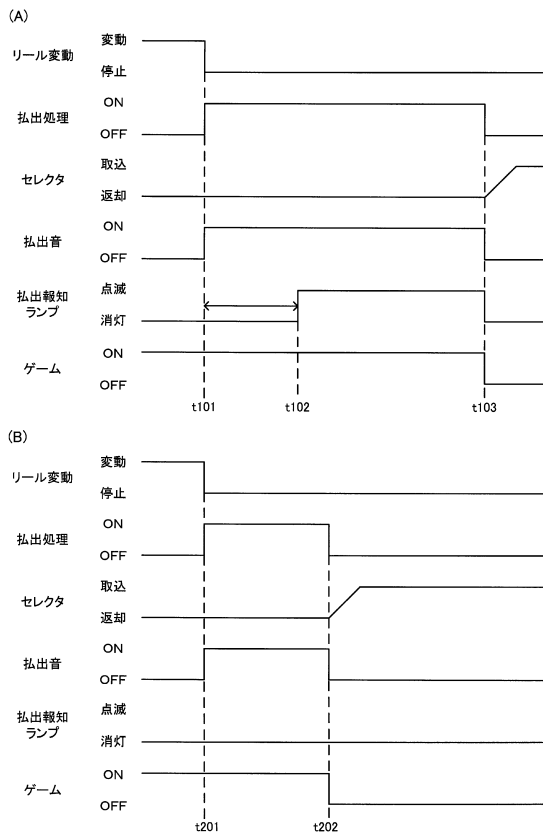 (A)
リール変動
変動
停止
払出処理
ON
OFF
セレクタ
取込
返却
払出音
ON
OFF
払出報知
ランプ
点滅
消灯
ゲーム
ON
OFF
t101
t102
t103
(B)
リール変動
変動
停止
払出処理
ON
OFF
セレクタ
取込
返却
払出音
ON
OFF
払出報知
ランプ
点滅
消灯
ゲーム
ON
OFF
t201
t202